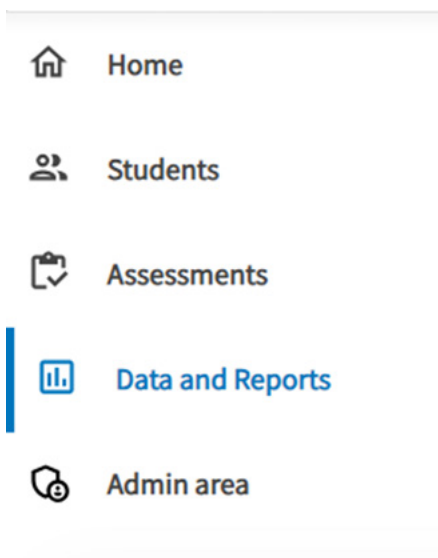 Home
Students
Assessments
Data and Reports
Admin area